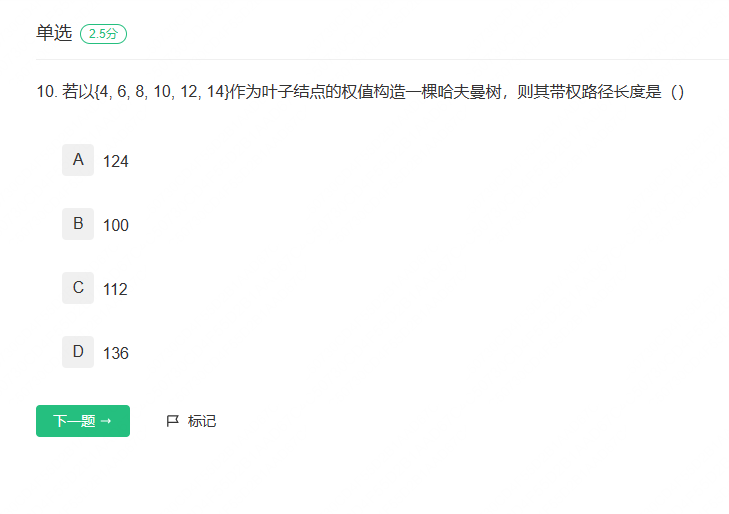 单选 2.5分
10. 若以{4, 6, 8, 10, 12, 14}作为叶子结点的权值构造一棵哈夫曼树，则其带权路径长度是（）
A 124
B 100
C 112
D 136
下一题 → 标记